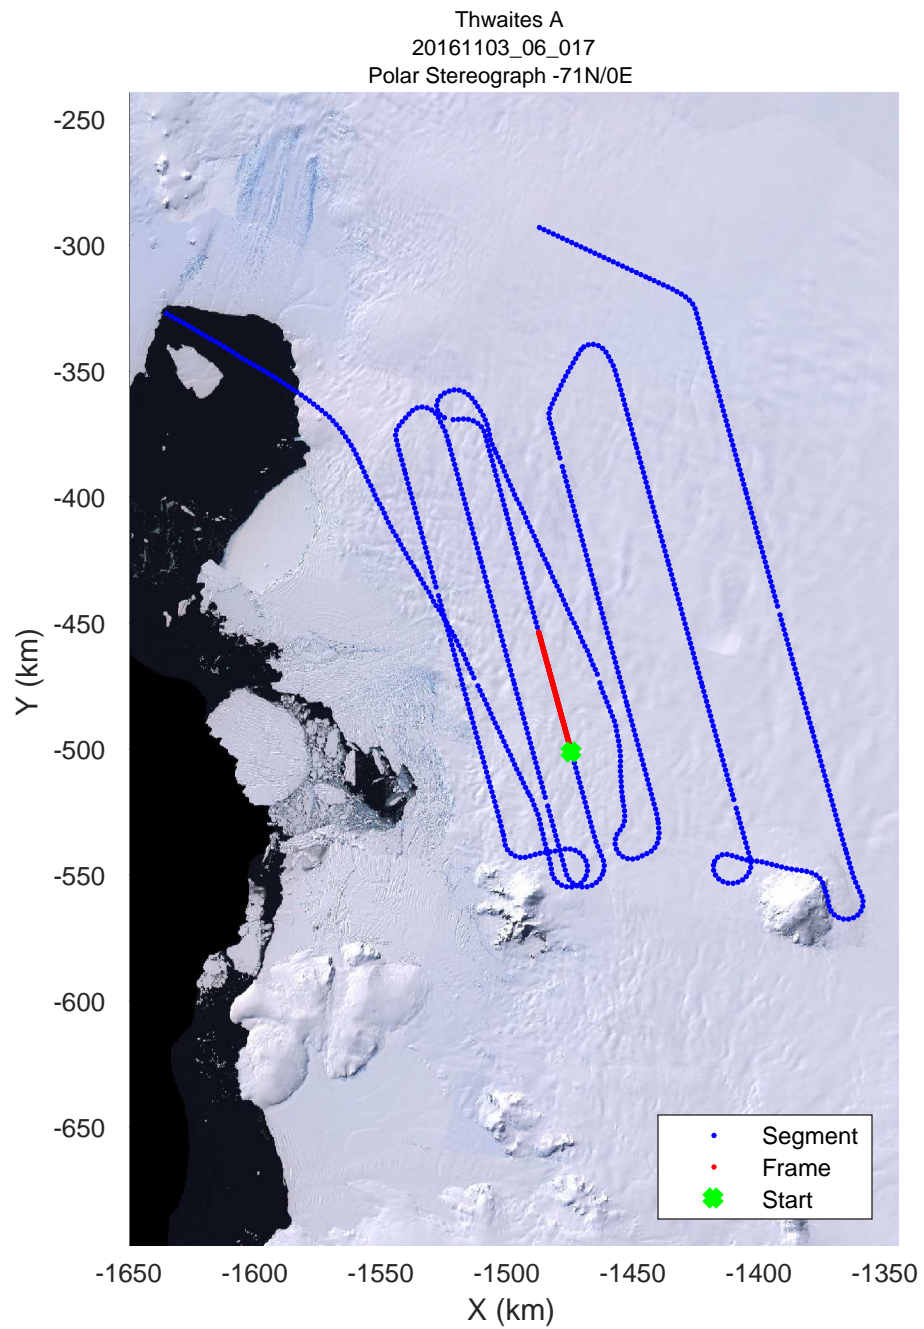 Thwaites A
20161103_06_017
Polar Stereograph -71N/0E
-250
-300
-350
-400
-450
-500
-550
-600
-650
Y (km)
-1650 -1600 -1550 -1500 -1450 -1400 -1350
X (km)
Segment
Frame
Start